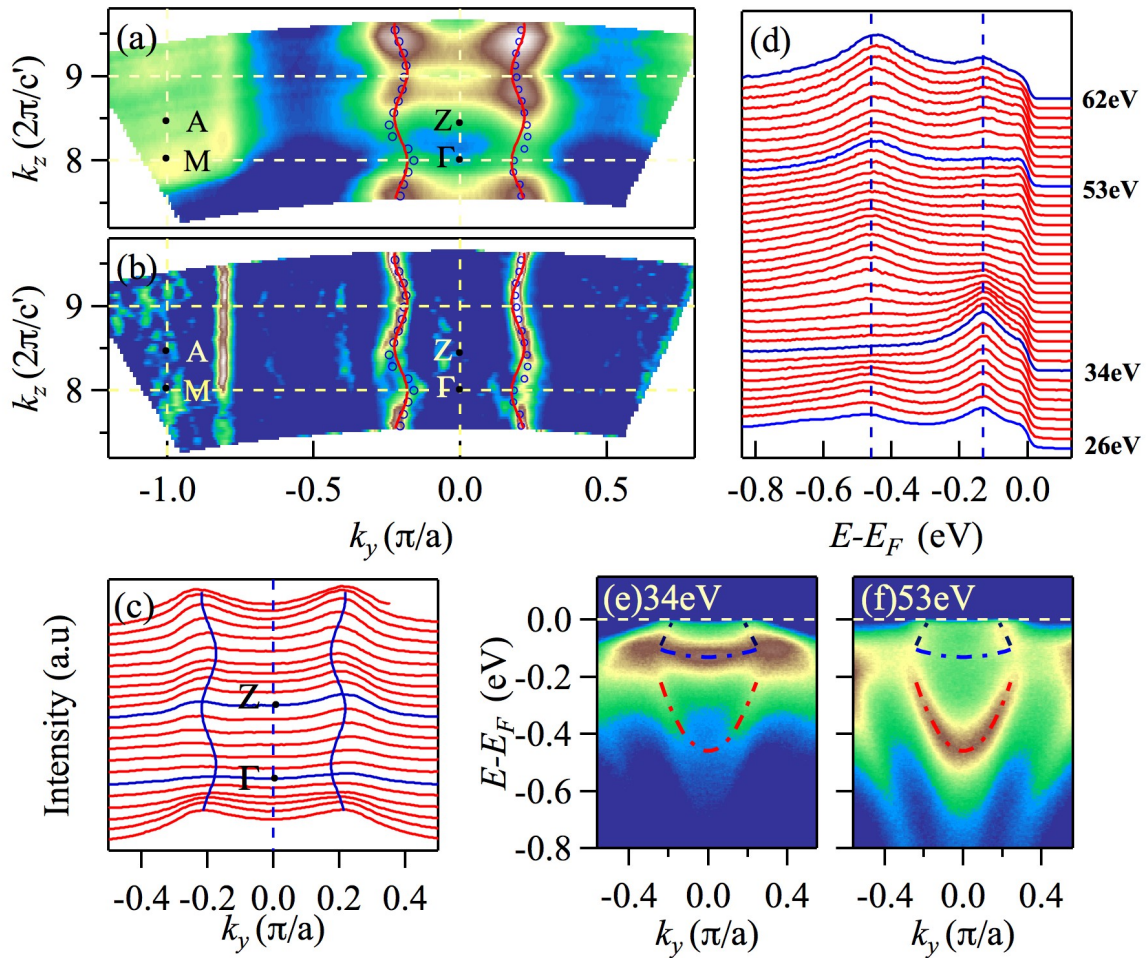 (a)
k_z (2π/c')
9
8
A
M
Z
Γ
(b)
k_z (2π/c')
9
8
A
M
Z
Γ
-1.0 -0.5 0.0 0.5
k_y (π/a)
(d)
62eV
53eV
34eV
26eV
-0.8 -0.6 -0.4 -0.2 0.0
E-E_F (eV)
(c)
Intensity (a.u)
Z
Γ
-0.4 -0.2 0.0 0.2 0.4
k_y (π/a)
(e)34eV
E-E_F (eV)
0.0
-0.2
-0.4
-0.6
-0.8
-0.4 0.0 0.4
k_y (π/a)
(f)53eV
-0.4 0.0 0.4
k_y (π/a)